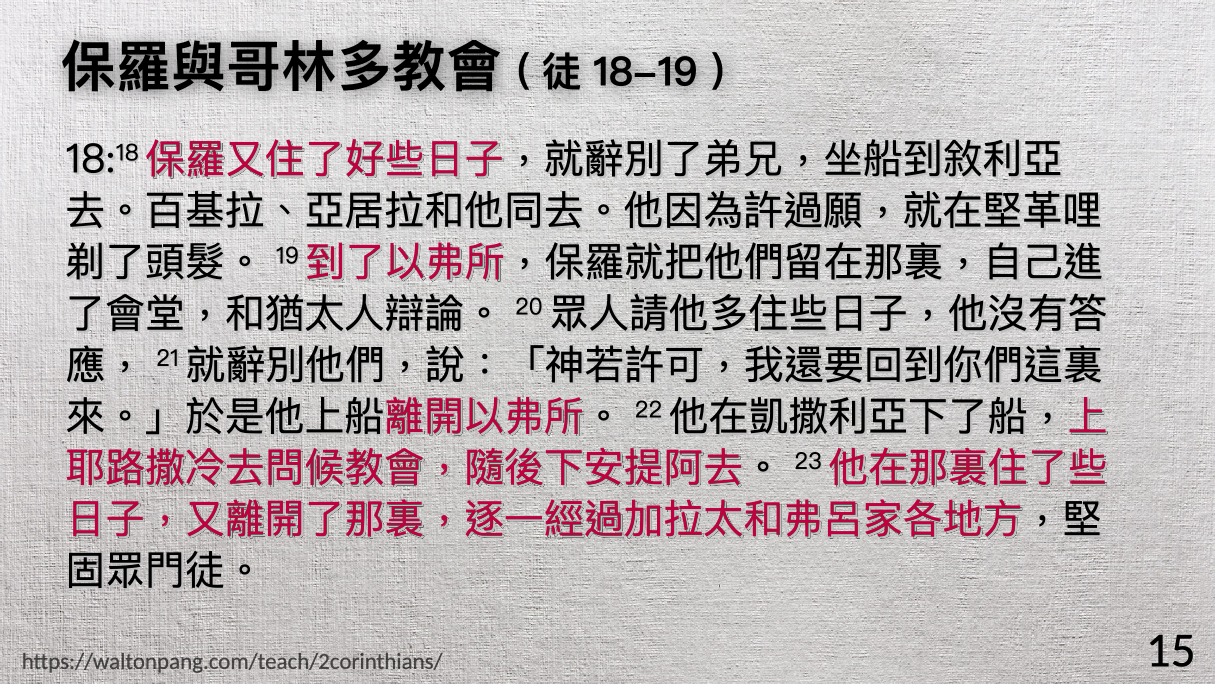 保羅與哥林多教會（徒 18–19）
18:18 保羅又住了好些日子，就辭別了弟兄，坐船到敘利亞
去。百基拉、亞居拉和他同去。他因為許過願，就在堅革哩
剃了頭髮。 19 到了以弗所，保羅就把他們留在那裏，自己進
了會堂，和猶太人辯論。 20 眾人請他多住些日子，他沒有答
應， 21 就辭別他們，說：「神若許可，我還要回到你們這裏
來。」於是他上船離開以弗所。 22 他在凱撒利亞下了船，上
耶路撒冷去問候教會，隨後下安提阿去。 23 他在那裏住了些
日子，又離開了那裏，逐一經過加拉太和弗呂家各地方，堅
固眾門徒。
https://waltonpang.com/teach/2corinthians/
15